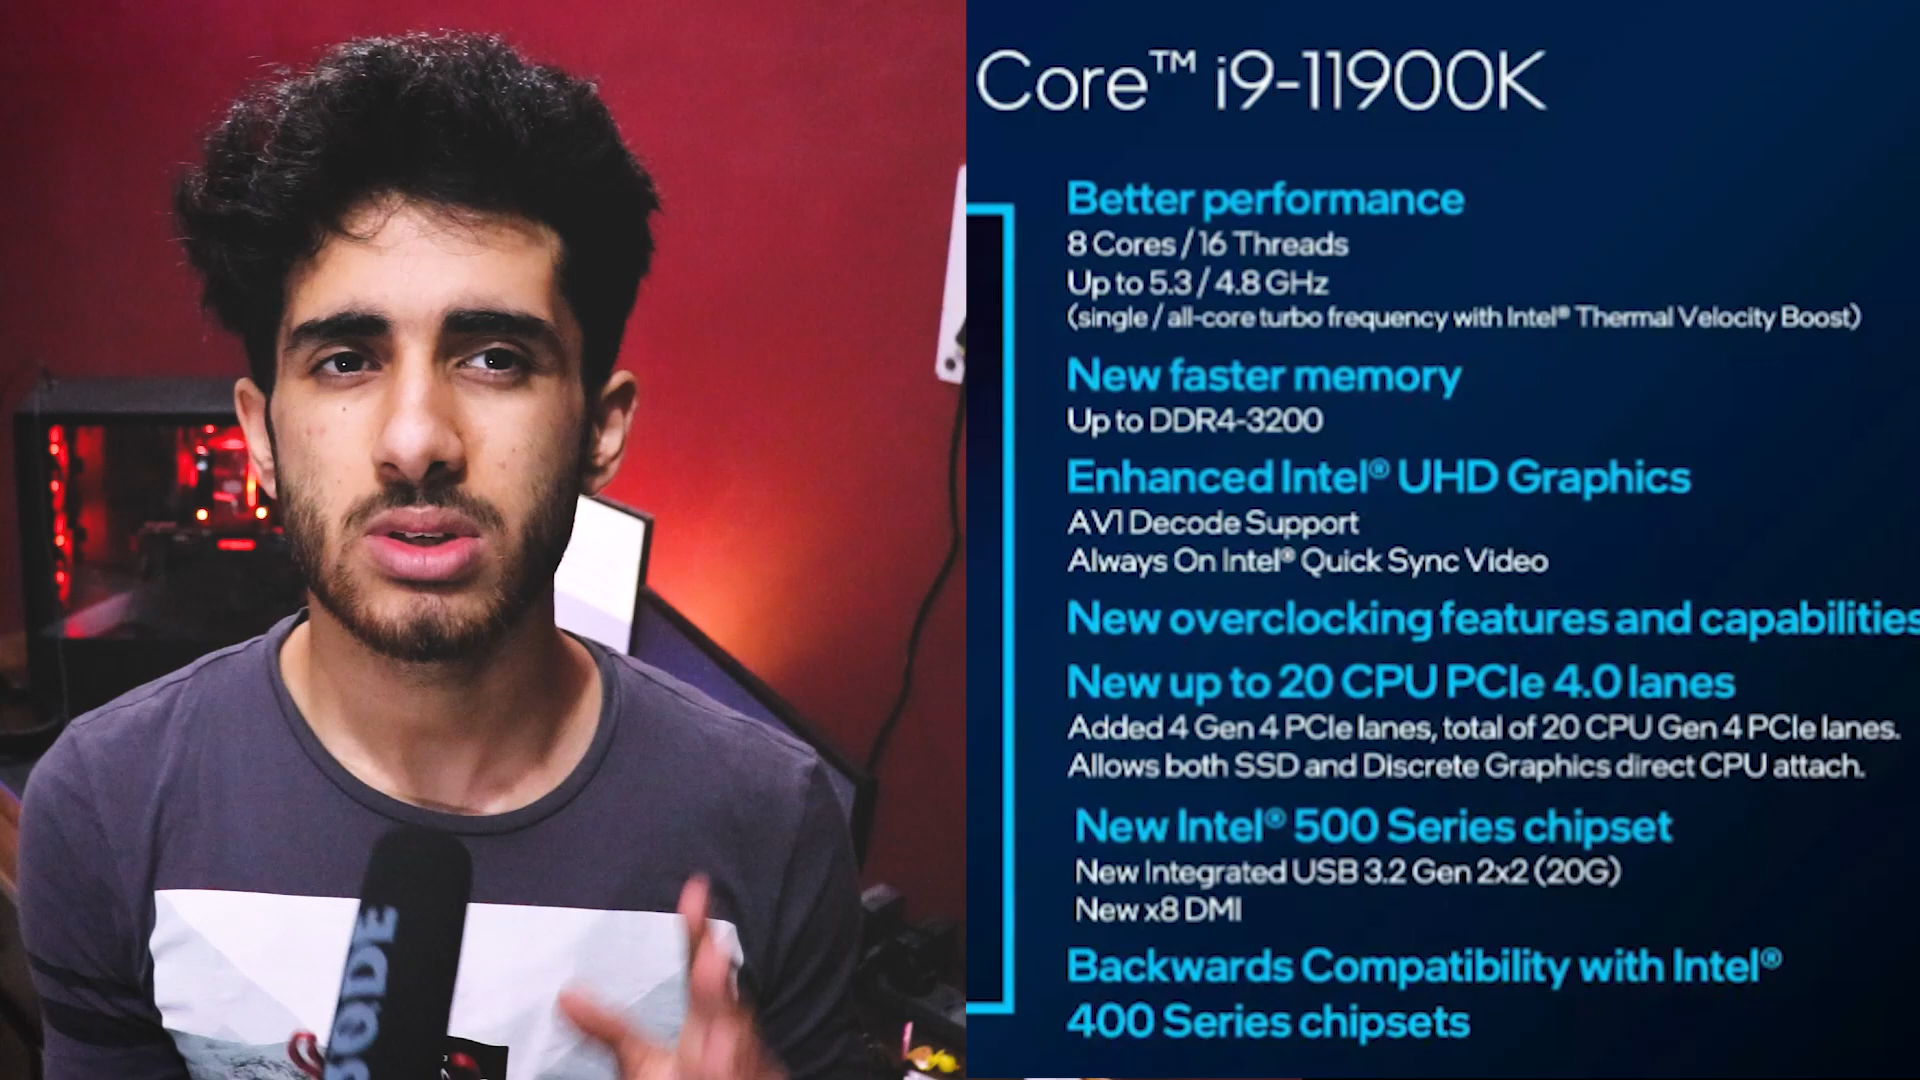 Core™ i9-11900K
Better performance
8 Cores / 16 Threads
Up to 5.3 / 4.8 GHz
(single / all-core turbo frequency with Intel® Thermal Velocity Boost)
New faster memory
Up to DDR4-3200
Enhanced Intel® UHD Graphics
AV1 Decode Support
Always On Intel® Quick Sync Video
New overclocking features and capabilities
New up to 20 CPU PCIe 4.0 lanes
Added 4 Gen 4 PCIe lanes, total of 20 CPU Gen 4 PCIe lanes.
Allows both SSD and Discrete Graphics direct CPU attach.
New Intel® 500 Series chipset
New Integrated USB 3.2 Gen 2x2 (20G)
New x8 DMI
Backwards Compatibility with Intel®
400 Series chipsets
RODE